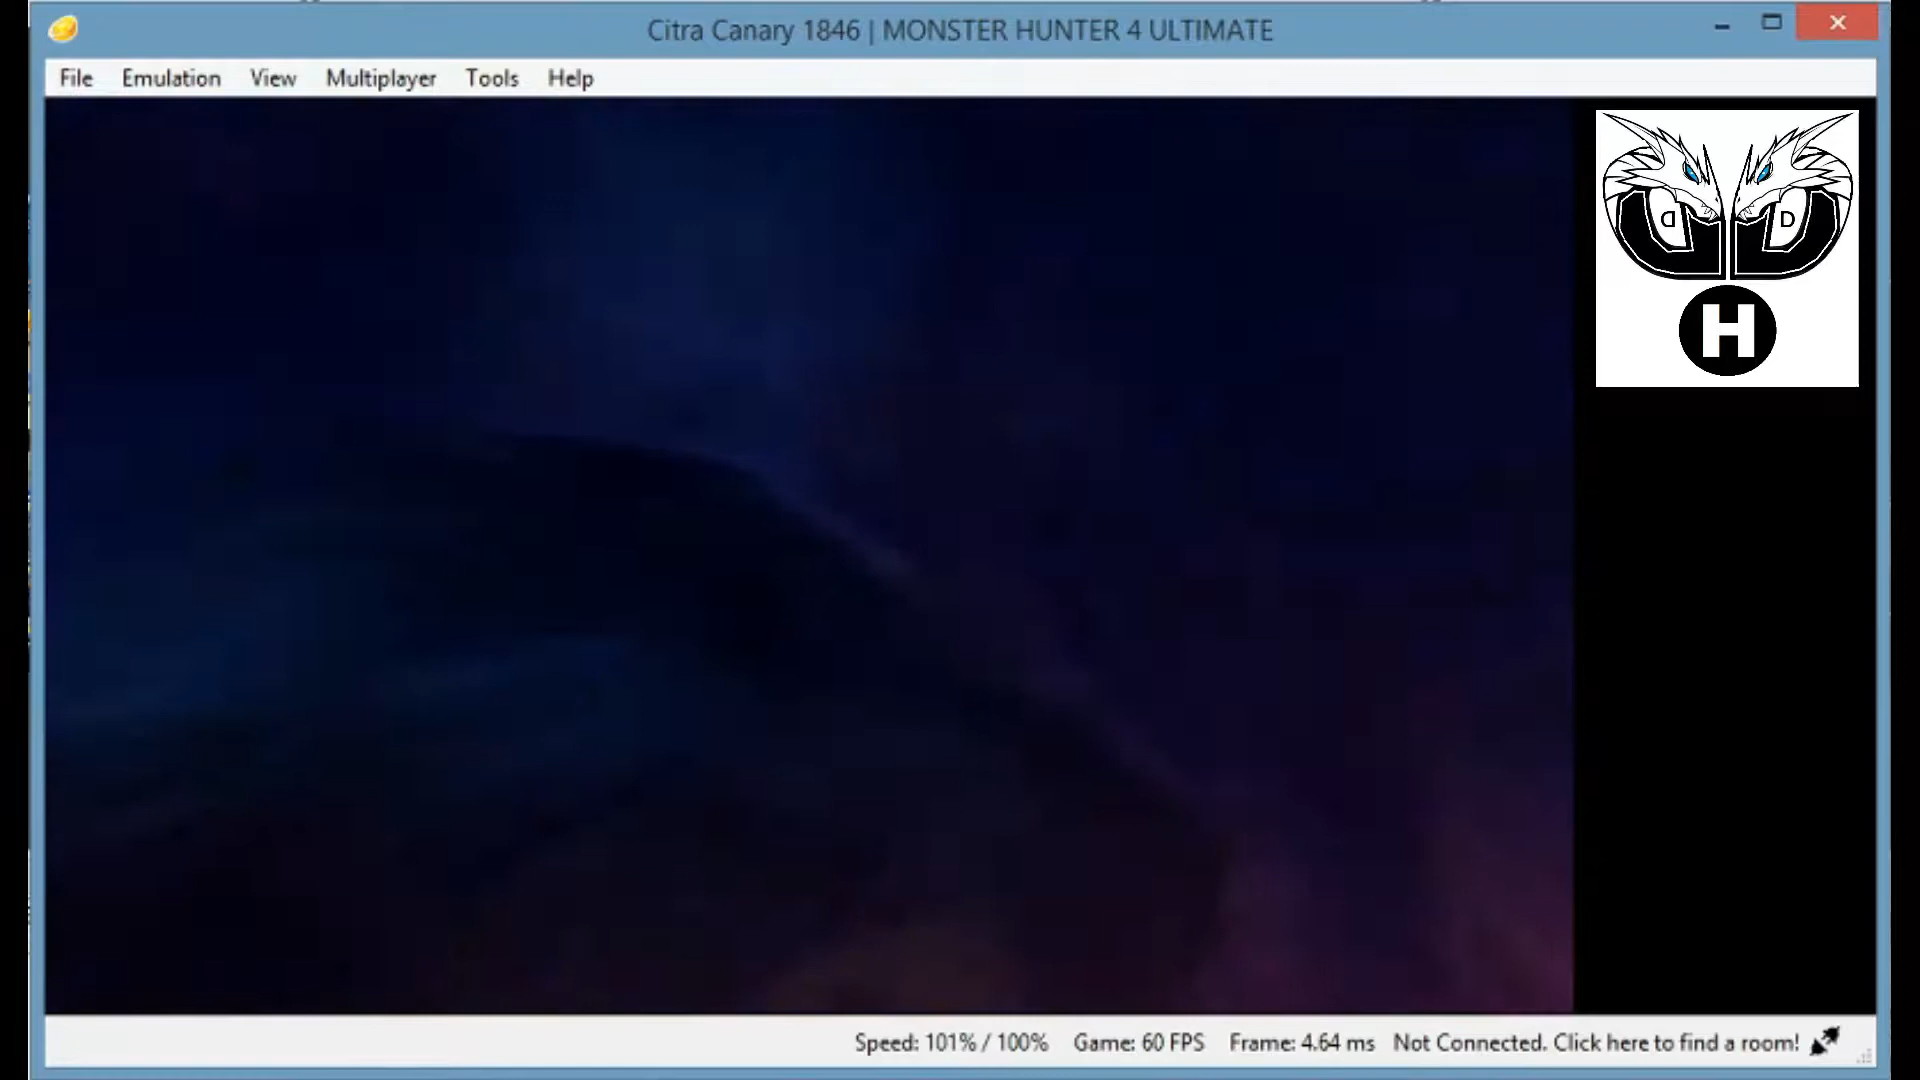 Citra Canary 1846 | MONSTER HUNTER 4 ULTIMATE
File Emulation View Multiplayer Tools Help
D D
H
Speed: 101% / 100% Game: 60 FPS Frame: 4.64 ms Not Connected. Click here to find a room!